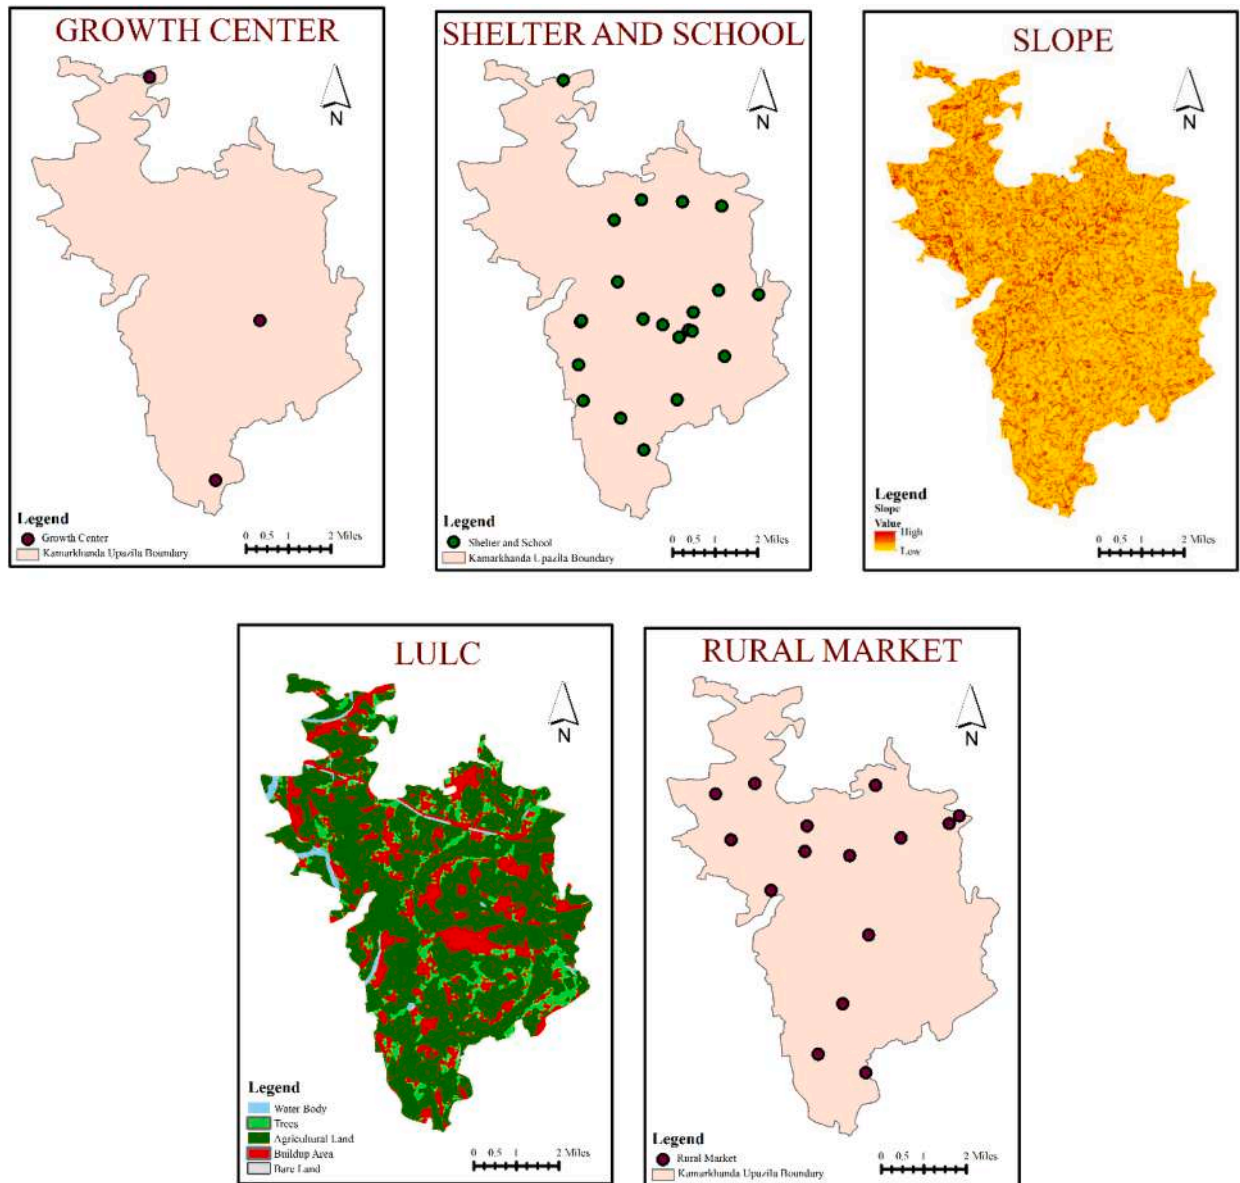 GROWTH CENTER
N
Legend
Growth Center
Kamarkhanda Upazila Boundary
0 0.5 1 2 Miles
SHELTER AND SCHOOL
N
Legend
Shelter and School
Kamarkhanda Upazila Boundary
0 0.5 1 2 Miles
SLOPE
N
Legend
Slope
Value
High
Low
0 0.5 1 2 Miles
LULC
N
Legend
Water Body
Trees
Agricultural Land
Buildup Area
Bare Land
0 0.5 1 2 Miles
RURAL MARKET
N
Legend
Rural Market
Kamarkhanda Upazila Boundary
0 0.5 1 2 Miles